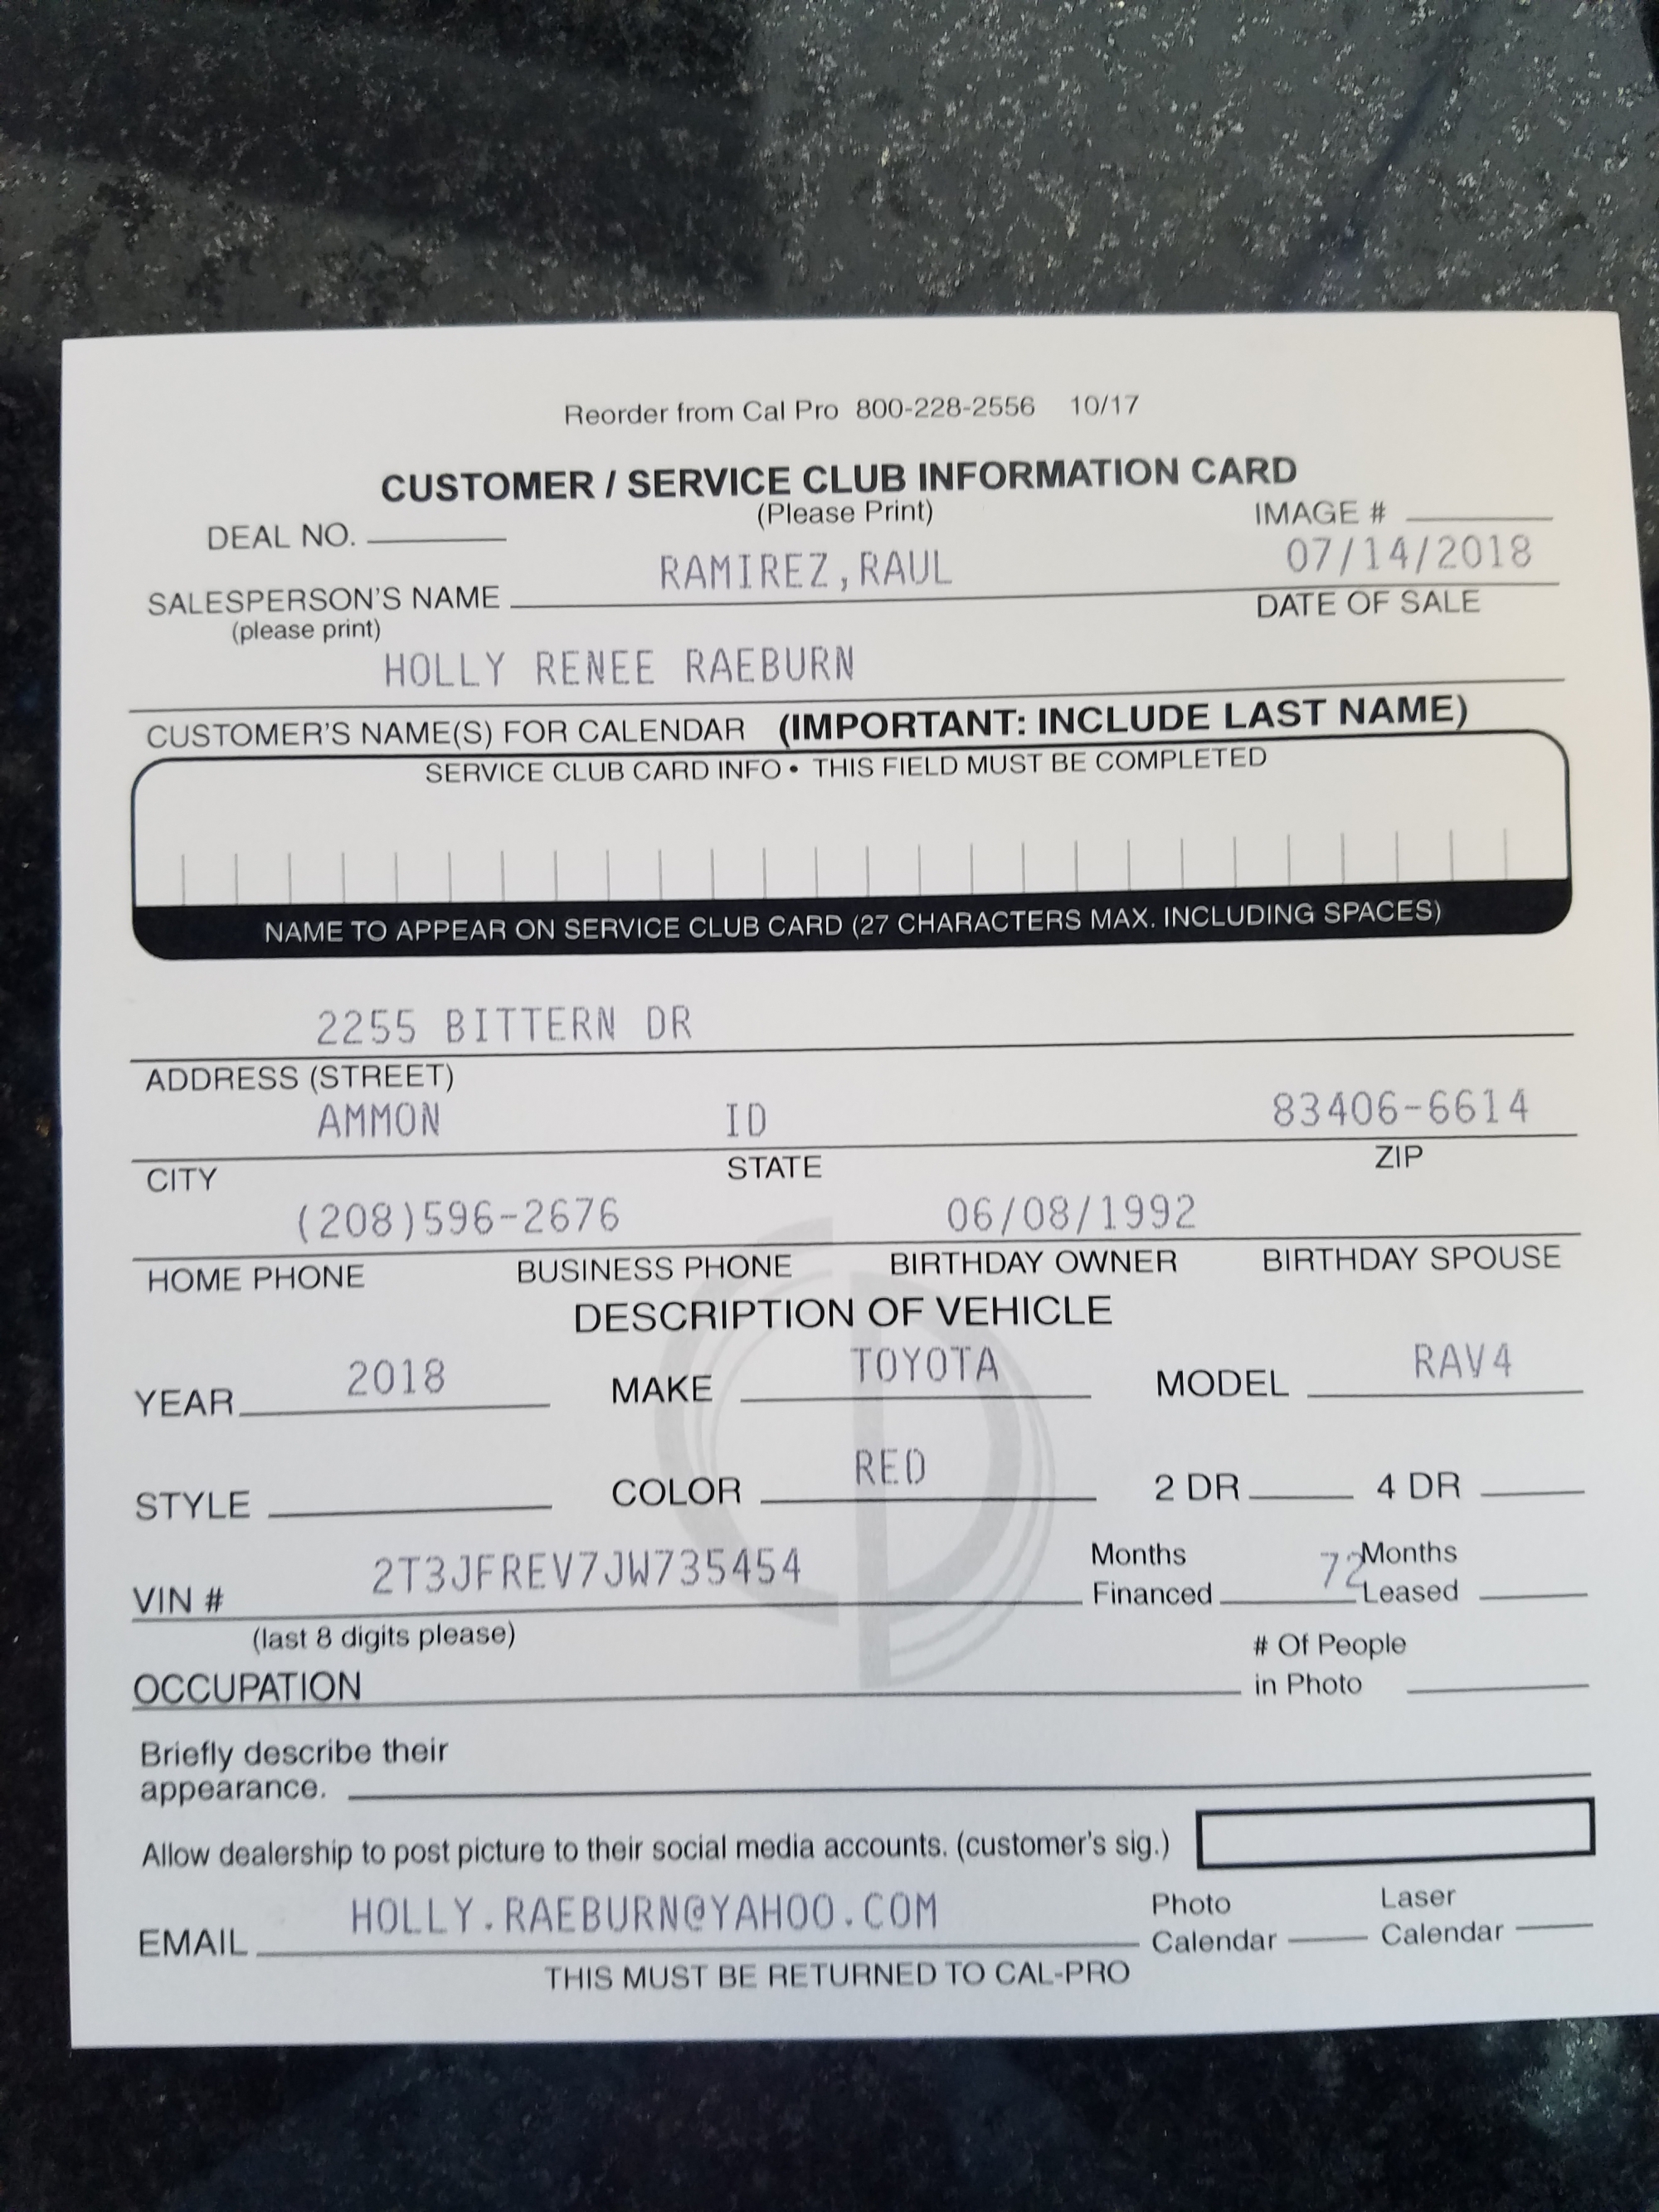 Reorder from Cal Pro 800-228-2556 10/17
CUSTOMER / SERVICE CLUB INFORMATION CARD
(Please Print)
DEAL NO. IMAGE #
RAMIREZ,RAUL 07/14/2018
SALESPERSON'S NAME DATE OF SALE
(please print)
HOLLY RENEE RAEBURN
CUSTOMER'S NAME(S) FOR CALENDAR (IMPORTANT: INCLUDE LAST NAME)
SERVICE CLUB CARD INFO • THIS FIELD MUST BE COMPLETED
NAME TO APPEAR ON SERVICE CLUB CARD (27 CHARACTERS MAX. INCLUDING SPACES)
2255 BITTERN DR
ADDRESS (STREET)
AMMON ID 83406-6614
CITY STATE ZIP
(208)596-2676 06/08/1992
HOME PHONE BUSINESS PHONE BIRTHDAY OWNER BIRTHDAY SPOUSE
DESCRIPTION OF VEHICLE
YEAR 2018 MAKE TOYOTA MODEL RAV4
STYLE COLOR RED 2 DR 4 DR
VIN # 2T3JFREV7JW735454 Months Financed 72 Months Leased
(last 8 digits please)
OCCUPATION # Of People in Photo
Briefly describe their
appearance.
Allow dealership to post picture to their social media accounts. (customer's sig.)
EMAIL HOLLY.RAEBURN@YAHOO.COM Photo Calendar Laser Calendar
THIS MUST BE RETURNED TO CAL-PRO